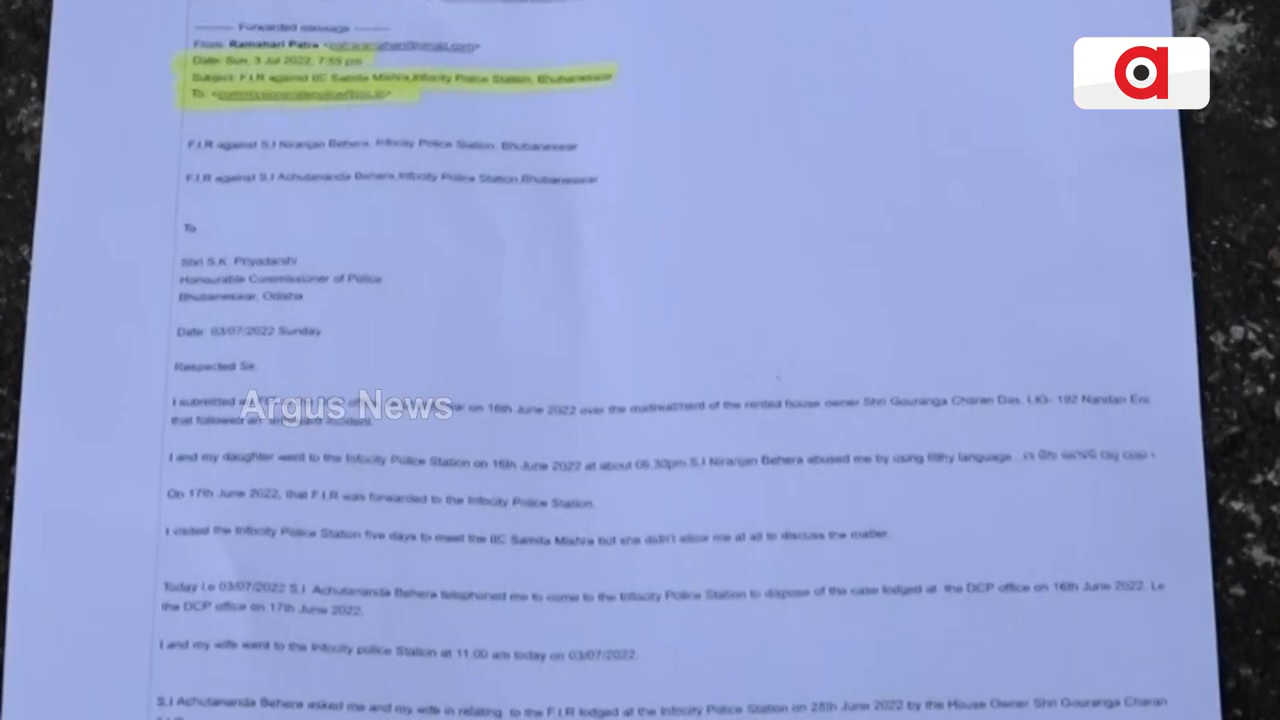 Forwarded message
From: Ramahari Patra
Date: Sun, 3 Jul 2022, 7:55 pm
Subject: F.I.R against IIC Samita Mishra,Infocity Police Station, Bhubaneswar
To:
F.I.R against S.I Niranjan Behera, Infocity Police Station, Bhubaneswar
F.I.R against S.I Achutananda Behera,Infocity Police Station,Bhubaneswar
To
Shri S.K. Priyadarshi
Honourable Commissioner of Police
Bhubaneswar, Odisha
Date: 03/07/2022 Sunday
Respected Sir,
I submitted on 16th June 2022 over the maltreatment of the rented house owner Shri Gouranga Charan Das, LIG- 192 Nandan Enc
that followed an incident.
I and my daughter went to the Infocity Police Station on 16th June 2022 at about 06.30pm.S.I Niranjan Behera abused me by using filthy language...
On 17th June 2022, that F.I.R was forwarded to the Infocity Police Station.
I visited the Infocity Police Station five days to meet the IIC Samita Mishra but she didn't allow me at all to discuss the matter.
Today i.e 03/07/2022 S.I Achutananda Behera telephoned me to come to the Infocity Police Station to dispose of the case lodged at the DCP office on 16th June 2022. Le
the DCP office on 17th June 2022.
I and my wife went to the Infocity police Station at 11.00 am today on 03/07/2022.
S.I Achutananda Behera asked me and my wife in relating to the F.I.R lodged at the Infocity Police Station on 28th June 2022 by the House Owner Shri Gouranga Charan
a
Argus News